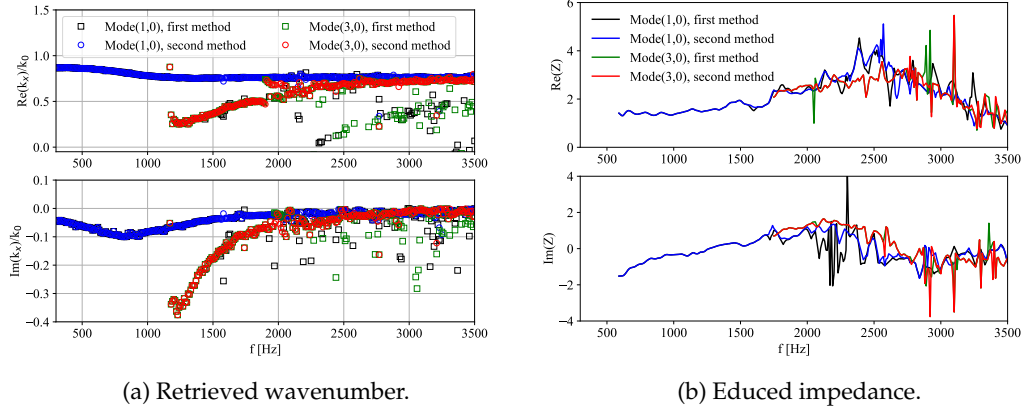 Mode(1,0), first method
Mode(1,0), second method
Mode(3,0), first method
Mode(3,0), second method
Re(kₓ)/k₀
1.5
1.0
0.5
0.0
500 1000 1500 2000 2500 3000 3500
Im(kₓ)/k₀
0.1
0.0
−0.1
−0.2
−0.3
−0.4
500 1000 1500 2000 2500 3000 3500
f [Hz]
(a) Retrieved wavenumber.
Mode(1,0), first method
Mode(1,0), second method
Mode(3,0), first method
Mode(3,0), second method
Re(Z)
6
4
2
0
500 1000 1500 2000 2500 3000 3500
Im(Z)
4
2
0
−2
−4
500 1000 1500 2000 2500 3000 3500
f [Hz]
(b) Educed impedance.